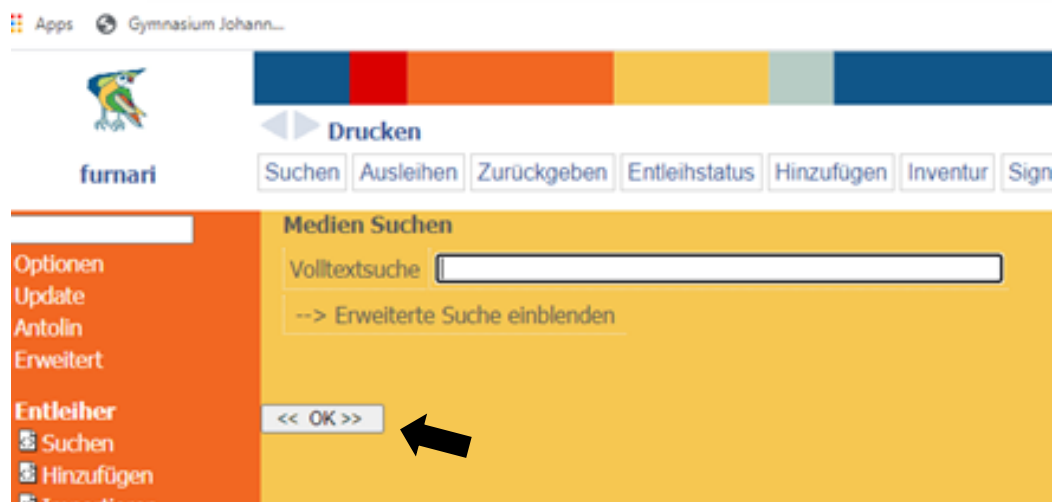 Apps Gymnasium Johann...
Drucken
furnari
Suchen Ausleihen Zurückgeben Entleihstatus Hinzufügen Inventur Sign
Medien Suchen
Volltextsuche
--> Erweiterte Suche einblenden
<< OK >>
Optionen
Update
Antolin
Erweitert
Entleiher
Suchen
Hinzufügen